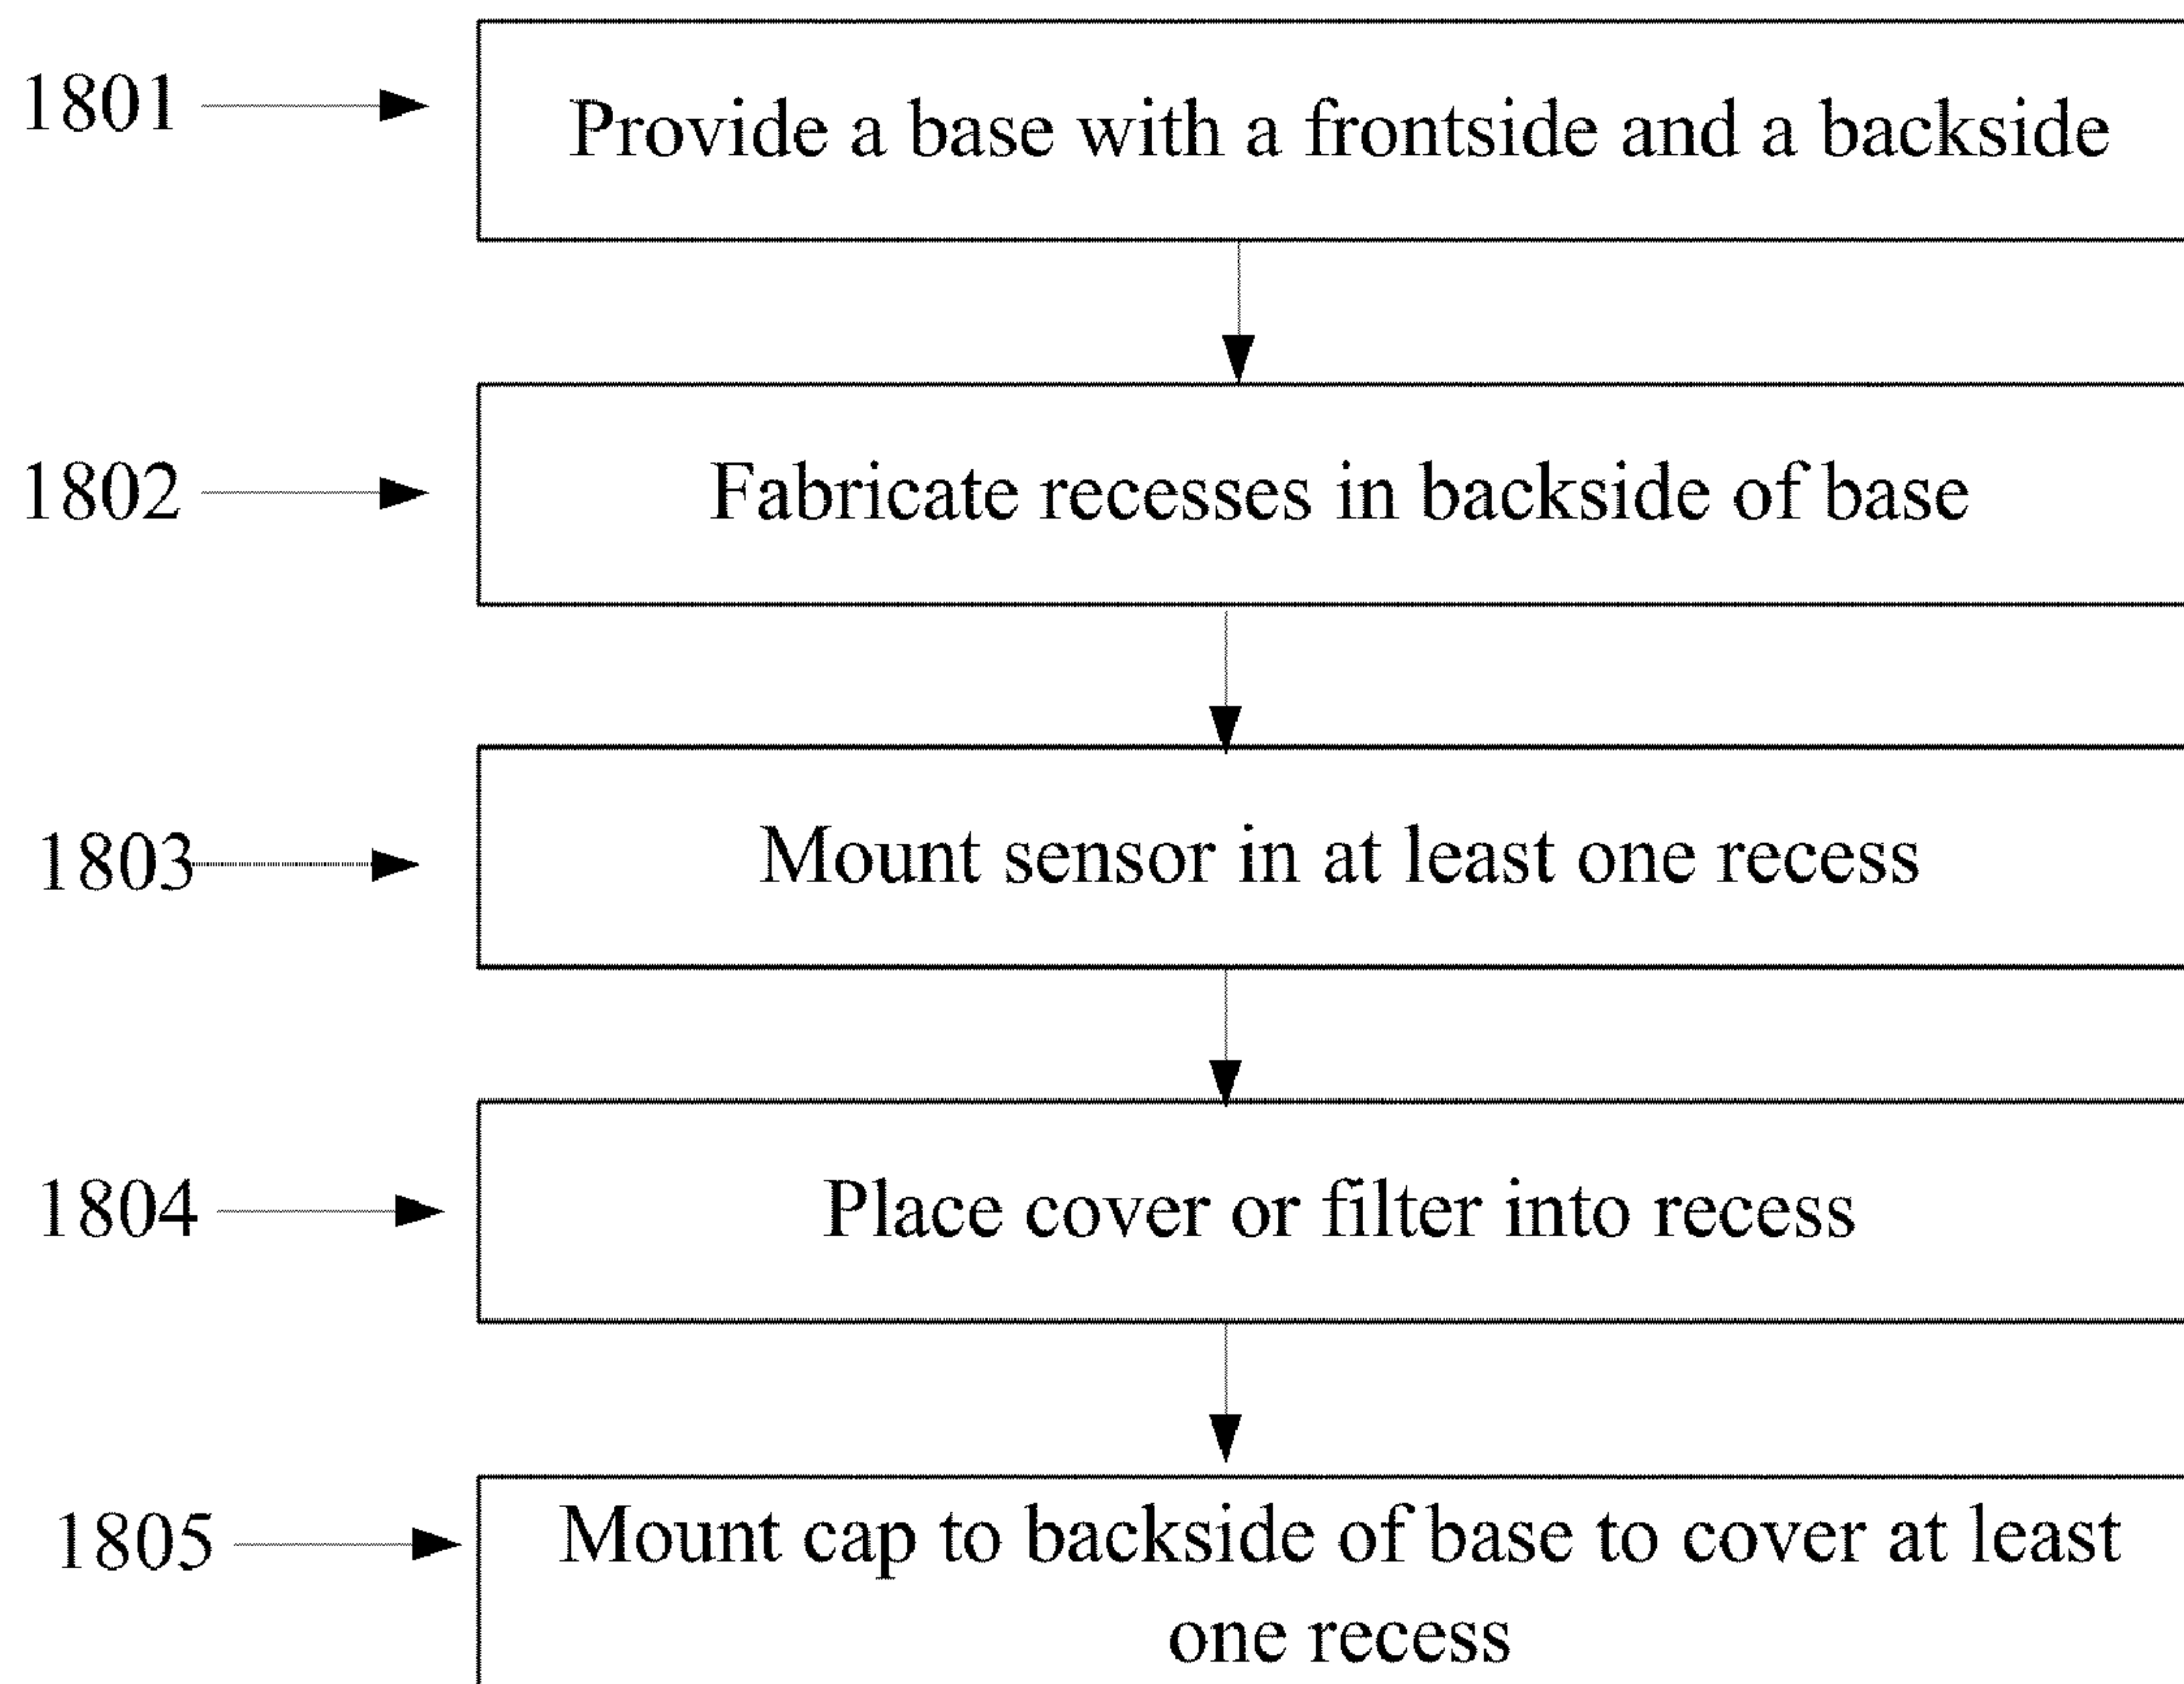 1801
Provide a base with a frontside and a backside
1802
Fabricate recesses in backside of base
1803
Mount sensor in at least one recess
1804
Place cover or filter into recess
1805
Mount cap to backside of base to cover at least
one recess